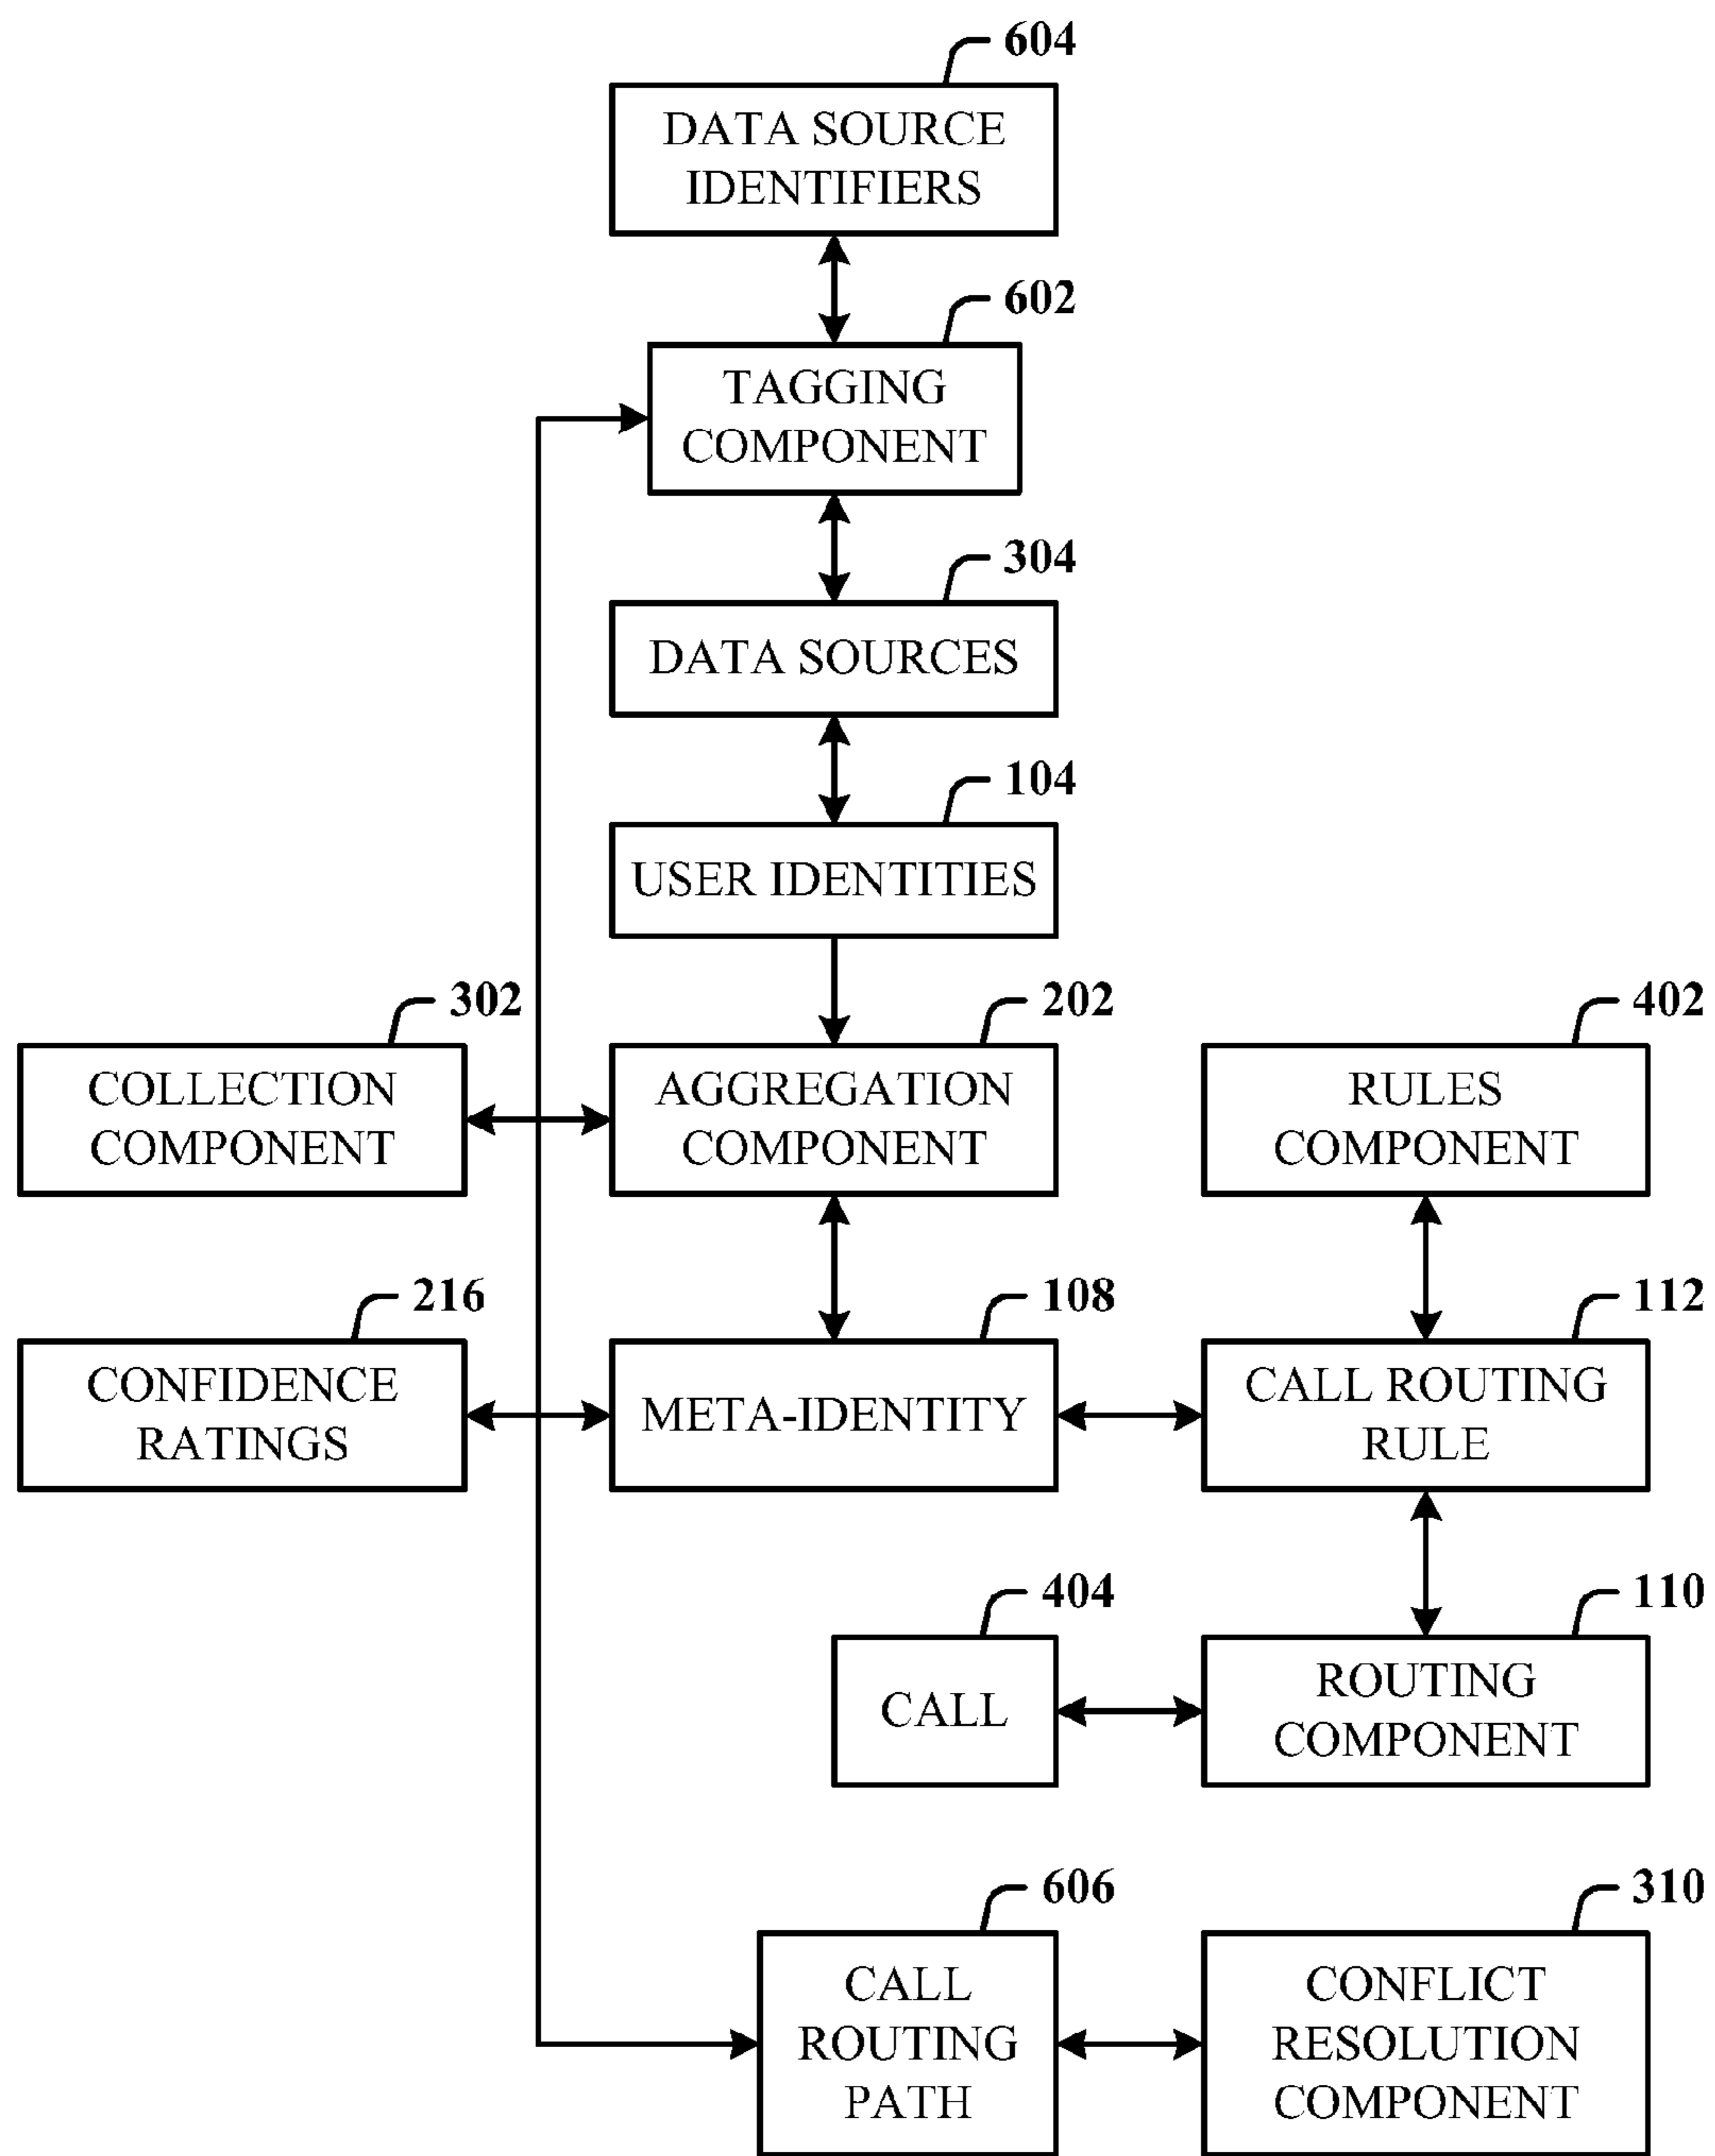 604
DATA SOURCE
IDENTIFIERS
602
TAGGING
COMPONENT
304
DATA SOURCES
104
USER IDENTITIES
302
COLLECTION
COMPONENT
202
AGGREGATION
COMPONENT
402
RULES
COMPONENT
216
CONFIDENCE
RATINGS
108
META-IDENTITY
112
CALL ROUTING
RULE
404
CALL
110
ROUTING
COMPONENT
606
CALL
ROUTING
PATH
310
CONFLICT
RESOLUTION
COMPONENT